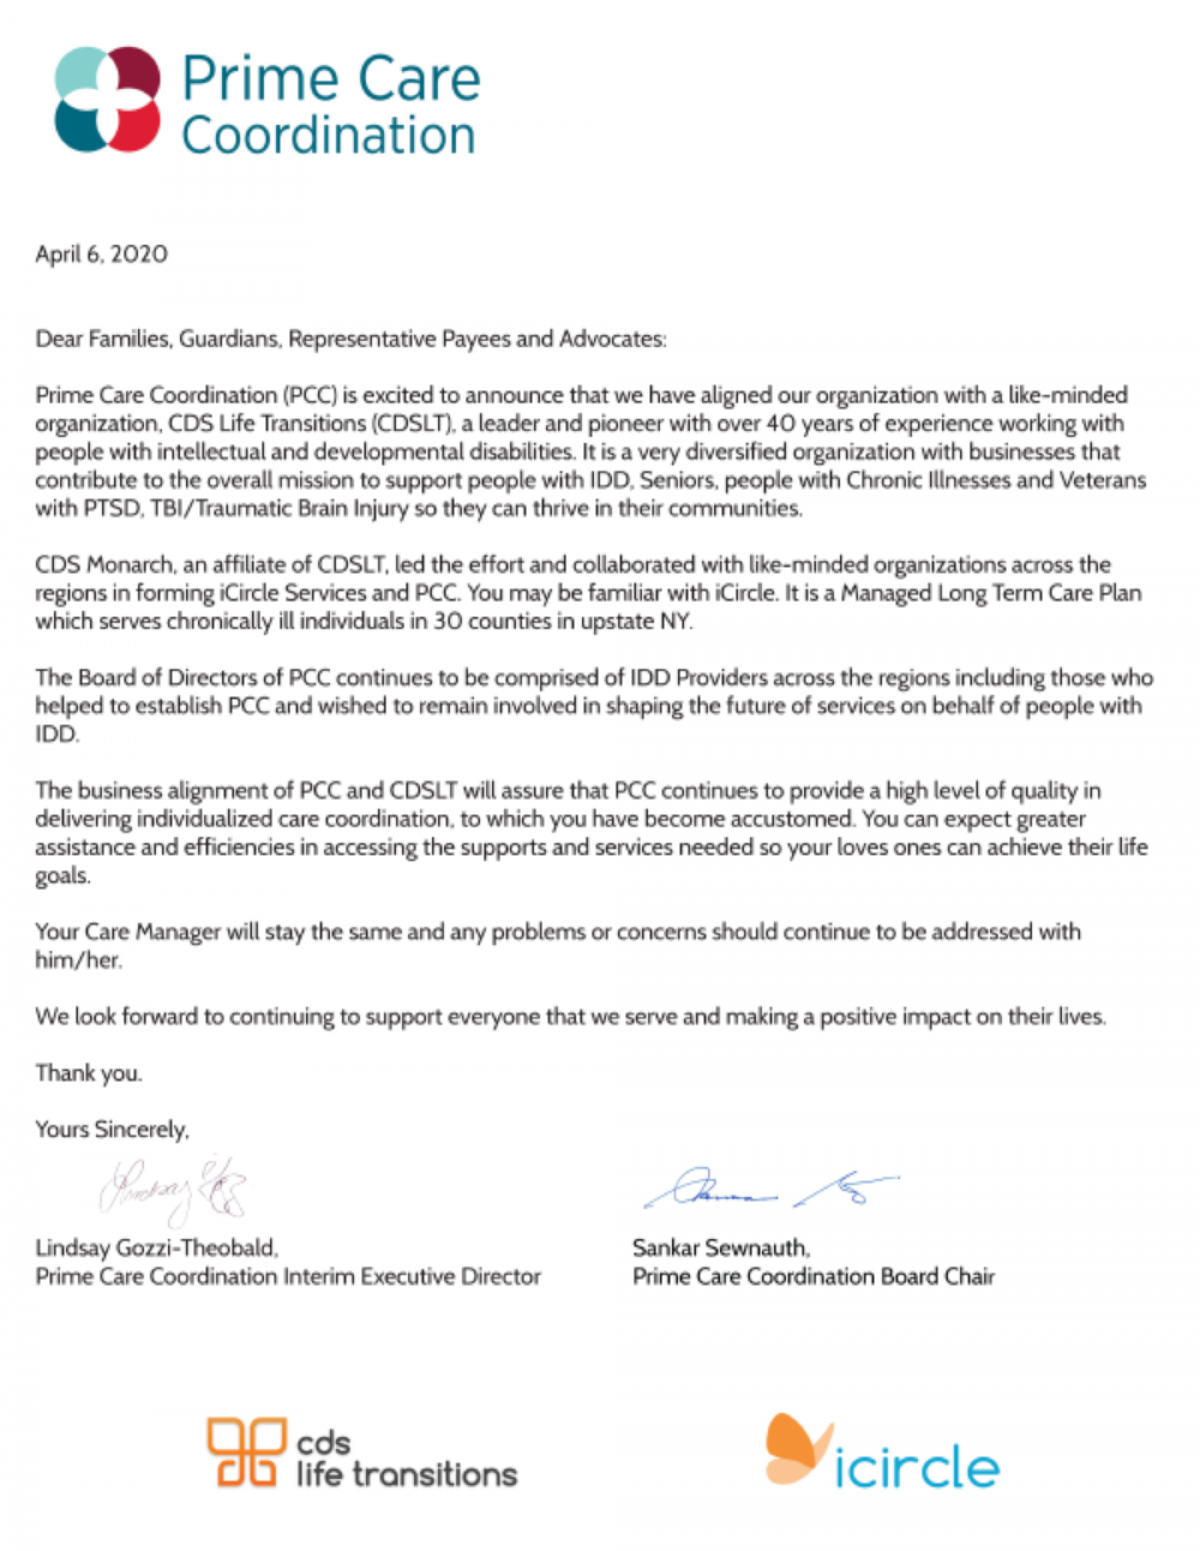 Prime Care
Coordination
April 6, 2020
Dear Families, Guardians, Representative Payees and Advocates:
Prime Care Coordination (PCC) is excited to announce that we have aligned our organization with a like-minded
organization, CDS Life Transitions (CDSLT), a leader and pioneer with over 40 years of experience working with
people with intellectual and developmental disabilities. It is a very diversified organization with businesses that
contribute to the overall mission to support people with IDD, Seniors, people with Chronic Illnesses and Veterans
with PTSD, TBI/Traumatic Brain Injury so they can thrive in their communities.
CDS Monarch, an affiliate of CDSLT, led the effort and collaborated with like-minded organizations across the
regions in forming iCircle Services and PCC. You may be familiar with iCircle. It is a Managed Long Term Care Plan
which serves chronically ill individuals in 30 counties in upstate NY.
The Board of Directors of PCC continues to be comprised of IDD Providers across the regions including those who
helped to establish PCC and wished to remain involved in shaping the future of services on behalf of people with
IDD.
The business alignment of PCC and CDSLT will assure that PCC continues to provide a high level of quality in
delivering individualized care coordination, to which you have become accustomed. You can expect greater
assistance and efficiencies in accessing the supports and services needed so your loves ones can achieve their life
goals.
Your Care Manager will stay the same and any problems or concerns should continue to be addressed with
him/her.
We look forward to continuing to support everyone that we serve and making a positive impact on their lives.
Thank you.
Yours Sincerely,
Lindsay Gozzi-Theobald,
Prime Care Coordination Interim Executive Director
Sankar Sewnauth,
Prime Care Coordination Board Chair
cds
life transitions
icircle